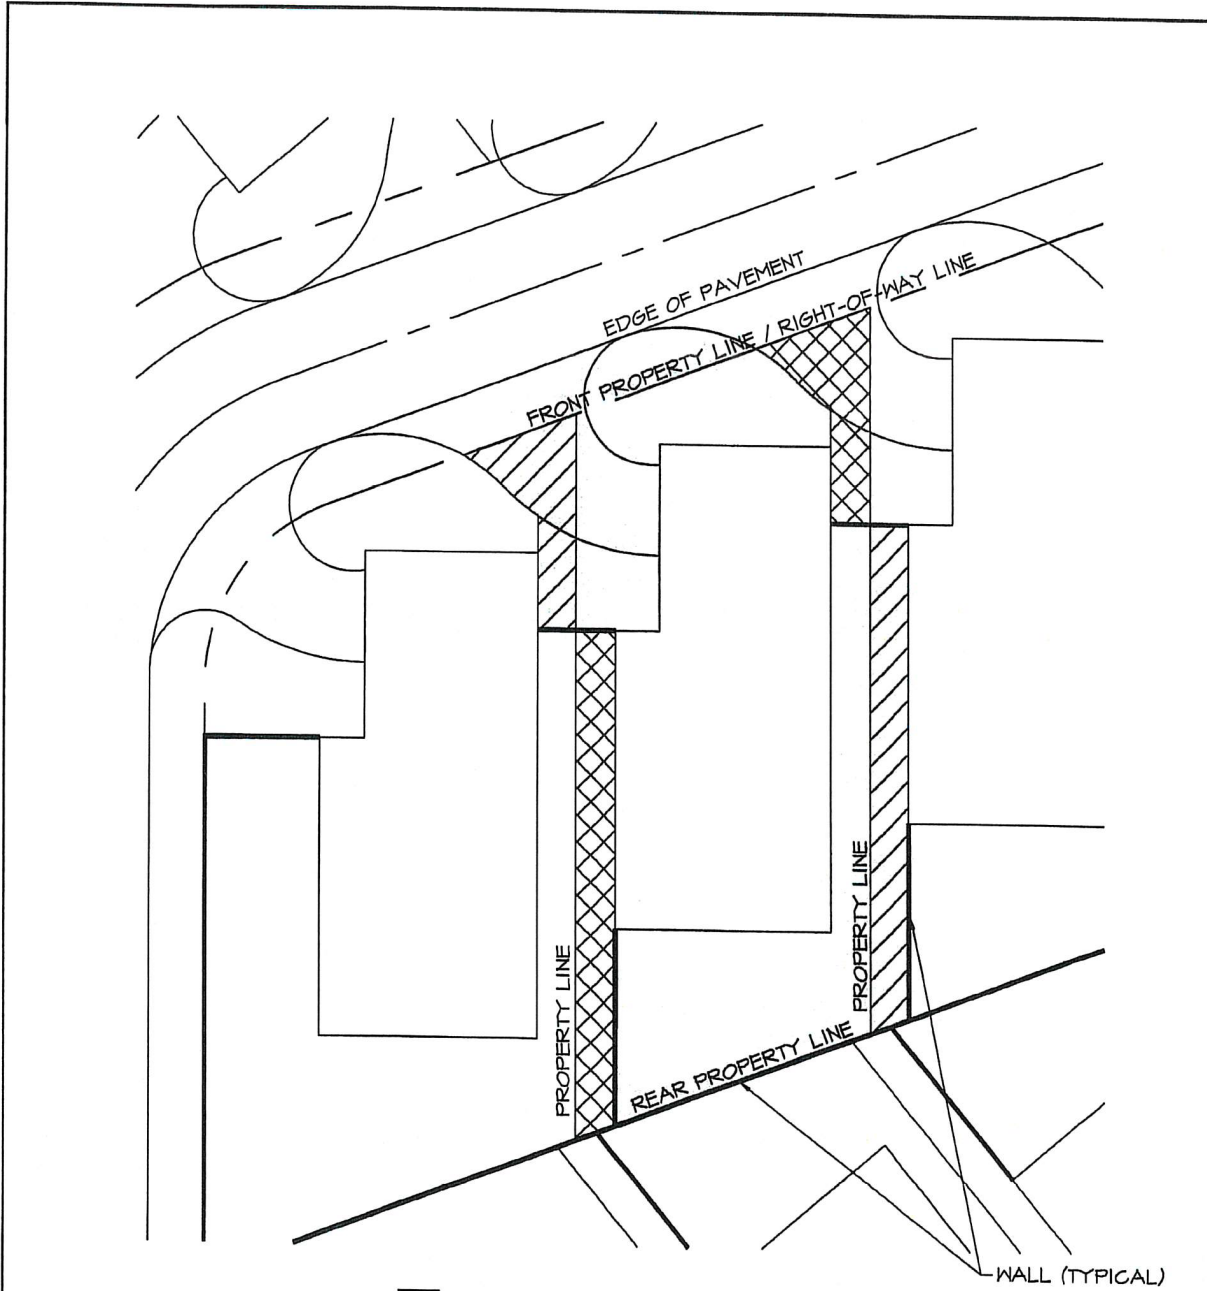 EDGE OF PAVEMENT
FRONT PROPERTY LINE / RIGHT-OF-WAY LINE
PROPERTY LINE
PROPERTY LINE
REAR PROPERTY LINE
WALL (TYPICAL)